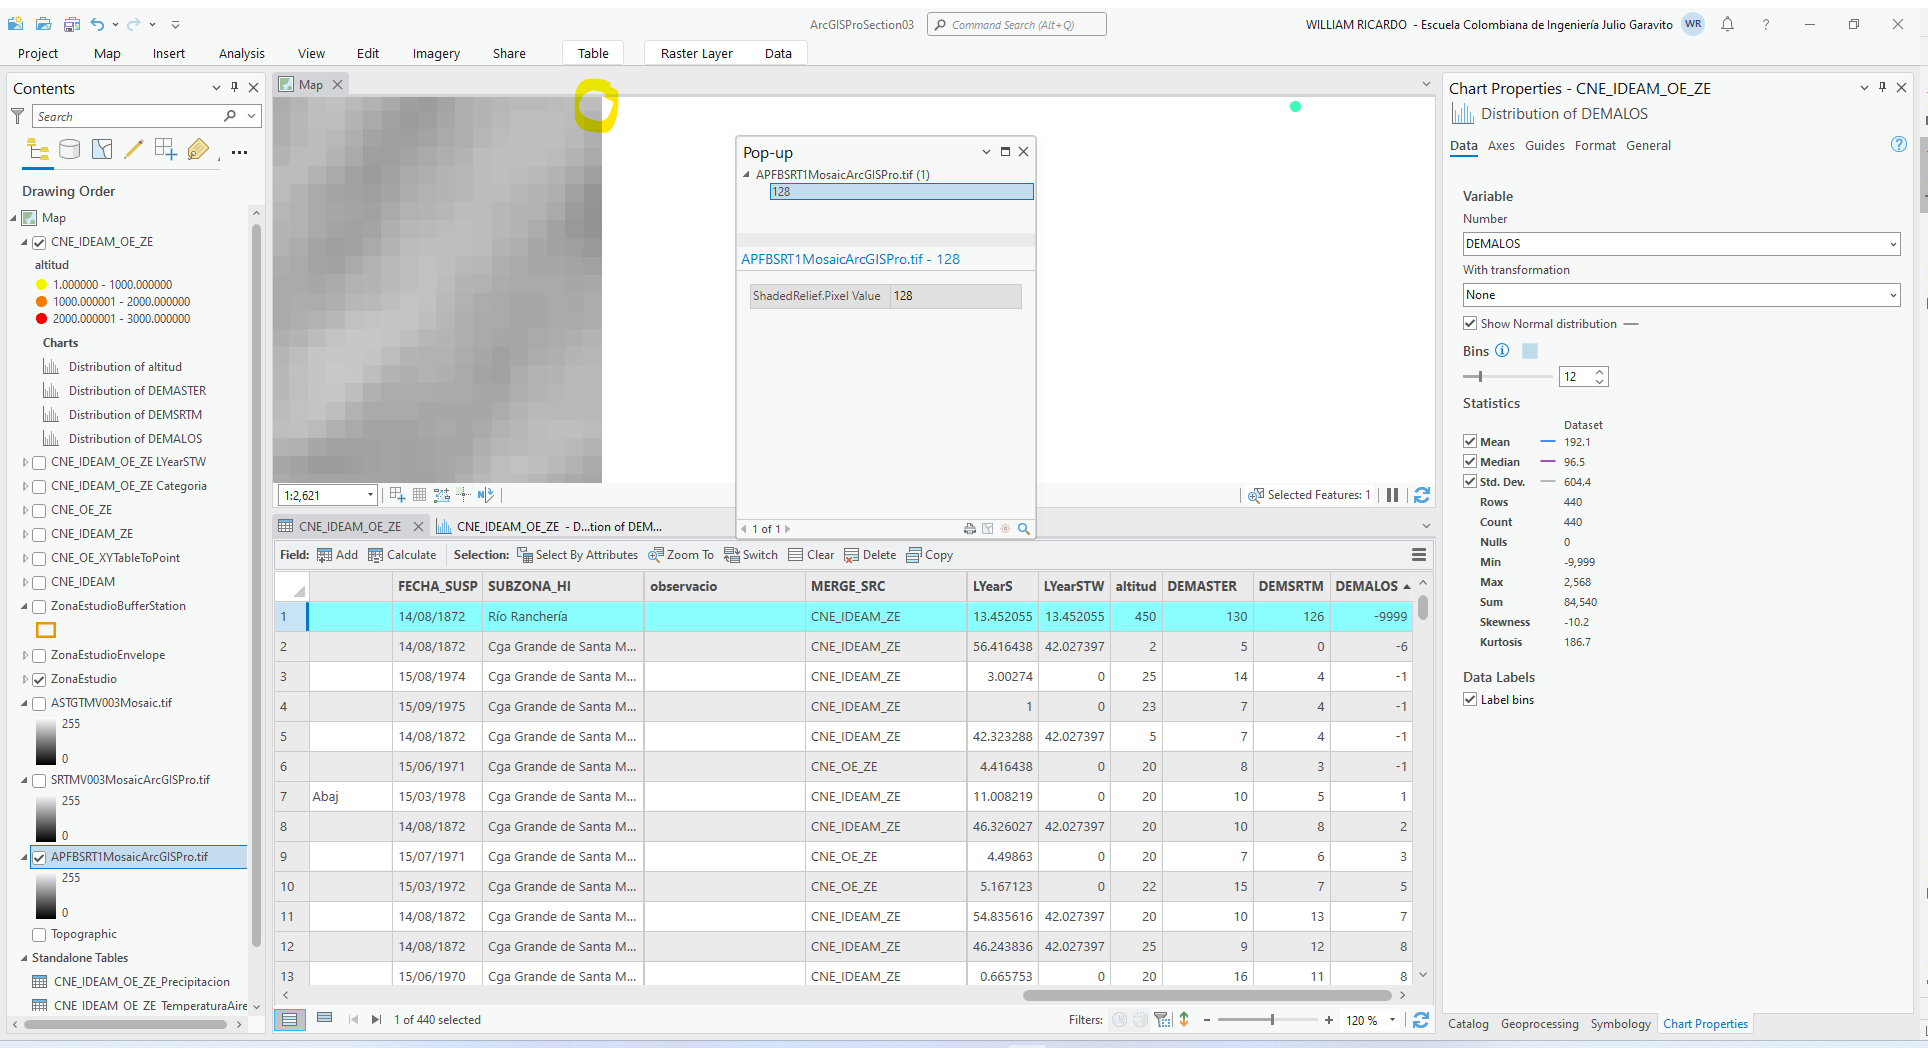 ArcGISProSection03
Command Search (Alt+Q)
WILLIAM RICARDO - Escuela Colombiana de Ingeniería Julio Garavito
WR
?
Project Map Insert Analysis View Edit Imagery Share Table Raster Layer Data
Contents
Search
Drawing Order
Map
CNE_IDEAM_OE_ZE
altitud
1.000000 - 1000.000000
1000.000001 - 2000.000000
2000.000001 - 3000.000000
Charts
Distribution of altitud
Distribution of DEMASTER
Distribution of DEMSRTM
Distribution of DEMALOS
CNE_IDEAM_OE_ZE LYearSTW
CNE_IDEAM_OE_ZE Categoria
CNE_OE_ZE
CNE_IDEAM_ZE
CNE_OE_XYTableToPoint
CNE_IDEAM
ZonaEstudioBufferStation
ZonaEstudioEnvelope
ZonaEstudio
ASTGTMV003Mosaic.tif
255
0
SRTMV003MosaicArcGISPro.tif
255
0
APFBSRT1MosaicArcGISPro.tif
255
0
Topographic
Standalone Tables
CNE_IDEAM_OE_ZE_Precipitacion
CNE_IDEAM_OE_ZE_TemperaturaAire
Map
Pop-up
APFBSRT1MosaicArcGISPro.tif (1)
128
APFBSRT1MosaicArcGISPro.tif - 128
ShadedRelief.Pixel Value 128
1 of 1
1:2,621
Selected Features: 1
CNE_IDEAM_OE_ZE
CNE_IDEAM_OE_ZE - D...tion of DEM...
Field: Add Calculate Selection: Select By Attributes Zoom To Switch Clear Delete Copy
FECHA_SUSP SUBZONA_HI observacio MERGE_SRC LYearS LYearSTW altitud DEMASTER DEMSRTM DEMALOS
1 14/08/1872 Río Ranchería CNE_IDEAM_ZE 13.452055 13.452055 450 130 126 -9999
2 14/08/1872 Cga Grande de Santa M... CNE_IDEAM_ZE 56.416438 42.027397 2 5 0 -6
3 15/08/1974 Cga Grande de Santa M... CNE_IDEAM_ZE 3.00274 0 25 14 4 -1
4 15/09/1975 Cga Grande de Santa M... CNE_IDEAM_ZE 1 0 23 7 4 -1
5 14/08/1872 Cga Grande de Santa M... CNE_IDEAM_ZE 42.323288 42.027397 5 7 4 -1
6 15/06/1971 Cga Grande de Santa M... CNE_OE_ZE 4.416438 0 20 8 3 -1
7 Abaj 15/03/1978 Cga Grande de Santa M... CNE_IDEAM_ZE 11.008219 0 20 10 5 1
8 14/08/1872 Cga Grande de Santa M... CNE_IDEAM_ZE 46.326027 42.027397 20 10 8 2
9 15/07/1971 Cga Grande de Santa M... CNE_OE_ZE 4.49863 0 20 7 6 3
10 15/03/1972 Cga Grande de Santa M... CNE_OE_ZE 5.167123 0 22 15 7 5
11 14/08/1872 Cga Grande de Santa M... CNE_IDEAM_ZE 54.835616 42.027397 20 10 13 7
12 14/08/1872 Cga Grande de Santa M... CNE_IDEAM_ZE 46.243836 42.027397 25 9 12 8
13 15/06/1970 Cga Grande de Santa M... CNE_IDEAM_ZE 0.665753 0 20 16 11 8
1 of 440 selected
Filters:
120 %
Chart Properties - CNE_IDEAM_OE_ZE
Distribution of DEMALOS
Data Axes Guides Format General
?
Variable
Number
DEMALOS
With transformation
None
Show Normal distribution
Bins
12
Statistics
Dataset
Mean 192.1
Median 96.5
Std. Dev. 604.4
Rows 440
Count 440
Nulls 0
Min -9,999
Max 2,568
Sum 84,540
Skewness -10.2
Kurtosis 186.7
Data Labels
Label bins
Catalog Geoprocessing Symbology Chart Properties